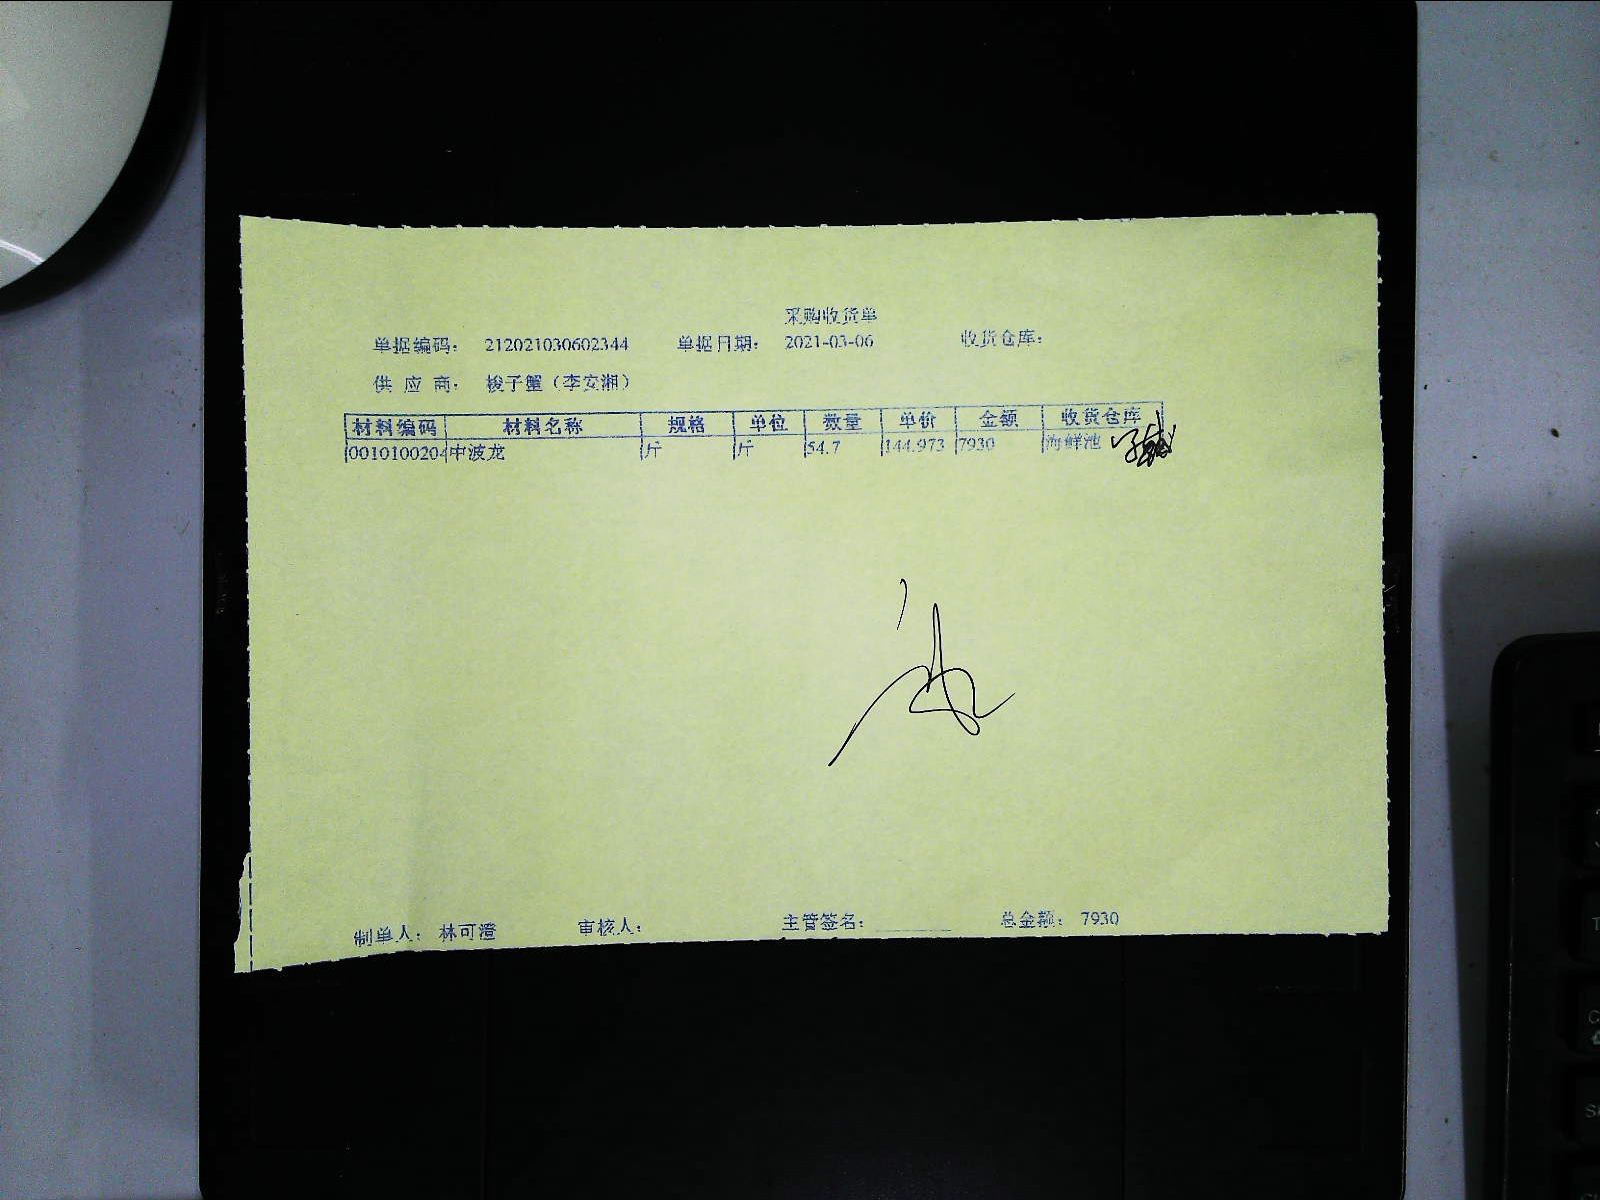 采购收货单
单据编码： 212021030602344 单据日期： 2021-03-06 收货仓库：
供 应 商： 梭子蟹（李安湘）
材料编码 材料名称 规格 单位 数量 单价 金额 收货仓库
0010100204 中波龙 斤 斤 54.7 144.973 7930 海鲜池
制单人： 林可澄 审核人： 主管签名： 总金额： 7930